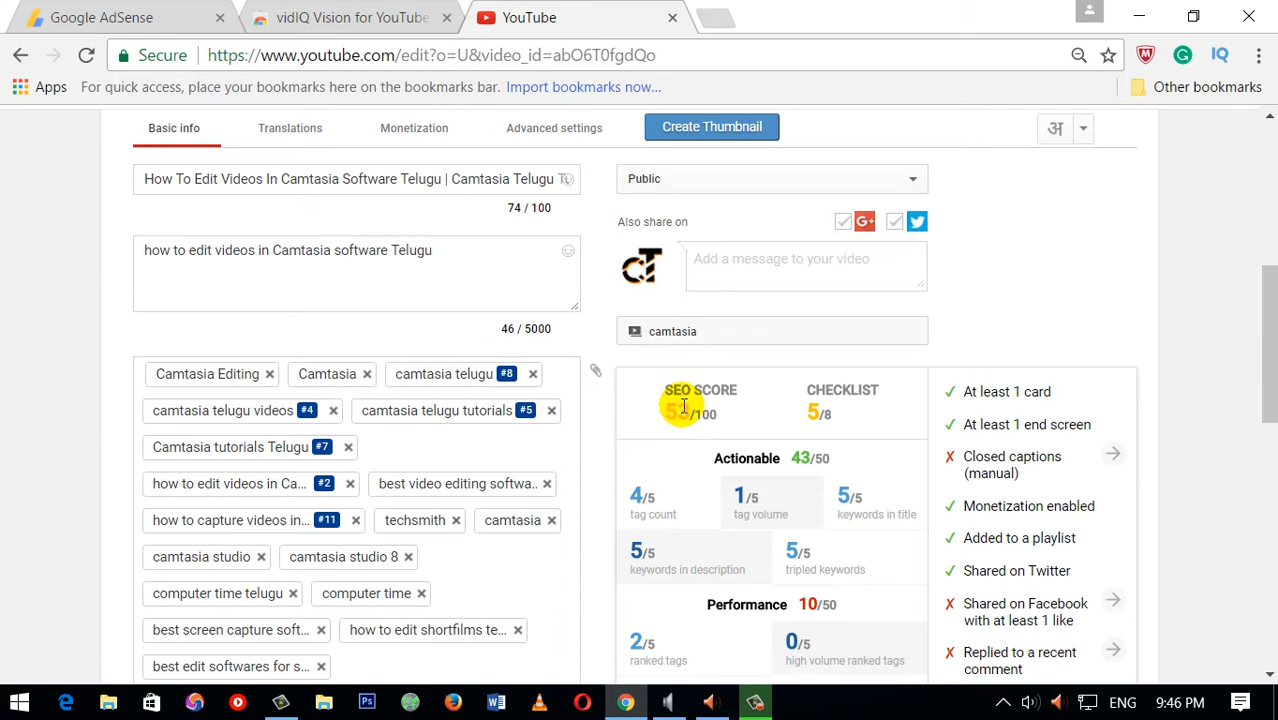 Google AdSense
vidIQ Vision for YouTube
YouTube
Secure
https://www.youtube.com/edit?o=U&video_id=abO6T0fgdQo
IQ
Apps
For quick access, place your bookmarks here on the bookmarks bar. Import bookmarks now...
Other bookmarks
Basic info
Translations
Monetization
Advanced settings
Create Thumbnail
अ
How To Edit Videos In Camtasia Software Telugu | Camtasia Telugu
74 / 100
how to edit videos in Camtasia software Telugu
46 / 5000
Public
Also share on
G+
CT
Add a message to your video
camtasia
Camtasia Editing
Camtasia
camtasia telugu #8
camtasia telugu videos #4
camtasia telugu tutorials #5
Camtasia tutorials Telugu #7
how to edit videos in Ca... #2
best video editing softwa..
how to capture videos in... #11
techsmith
camtasia
camtasia studio
camtasia studio 8
computer time telugu
computer time
best screen capture soft...
how to edit shortfilms te...
best edit softwares for s...
SEO SCORE
53/100
CHECKLIST
5/8
Actionable 43/50
4/5
tag count
1/5
tag volume
5/5
keywords in title
5/5
keywords in description
5/5
tripled keywords
Performance 10/50
2/5
ranked tags
0/5
high volume ranked tags
At least 1 card
At least 1 end screen
Closed captions
(manual)
Monetization enabled
Added to a playlist
Shared on Twitter
Shared on Facebook
with at least 1 like
Replied to a recent
comment
ENG
9:46 PM